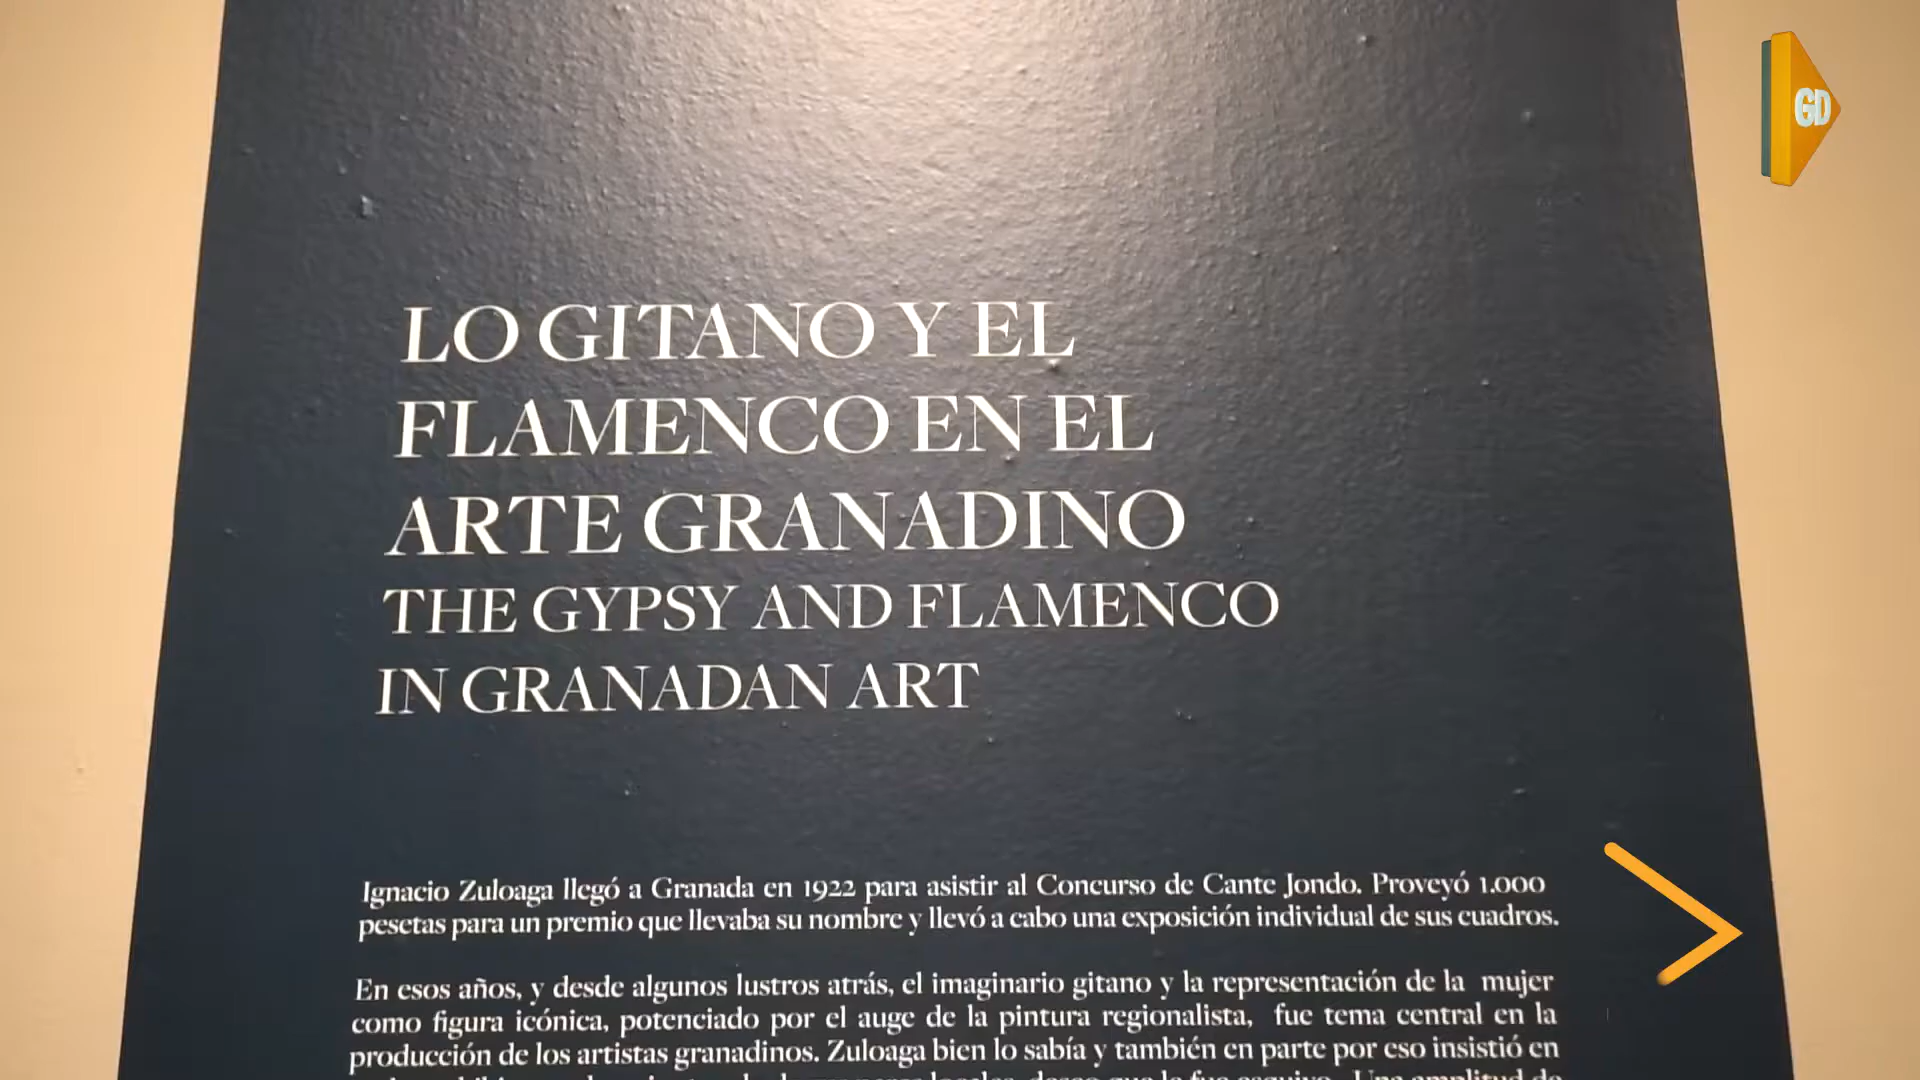 GD
LO GITANO Y EL
FLAMENCO EN EL
ARTE GRANADINO
THE GYPSY AND FLAMENCO
IN GRANADAN ART
Ignacio Zuloaga llegó a Granada en 1922 para asistir al Concurso de Cante Jondo. Proveyó 1.000
pesetas para un premio que llevaba su nombre y llevó a cabo una exposición individual de sus cuadros.
En esos años, y desde algunos lustros atrás, el imaginario gitano y la representación de la mujer
como figura icónica, potenciado por el auge de la pintura regionalista, fue tema central en la
producción de los artistas granadinos. Zuloaga bien lo sabía y también en parte por eso insistió en